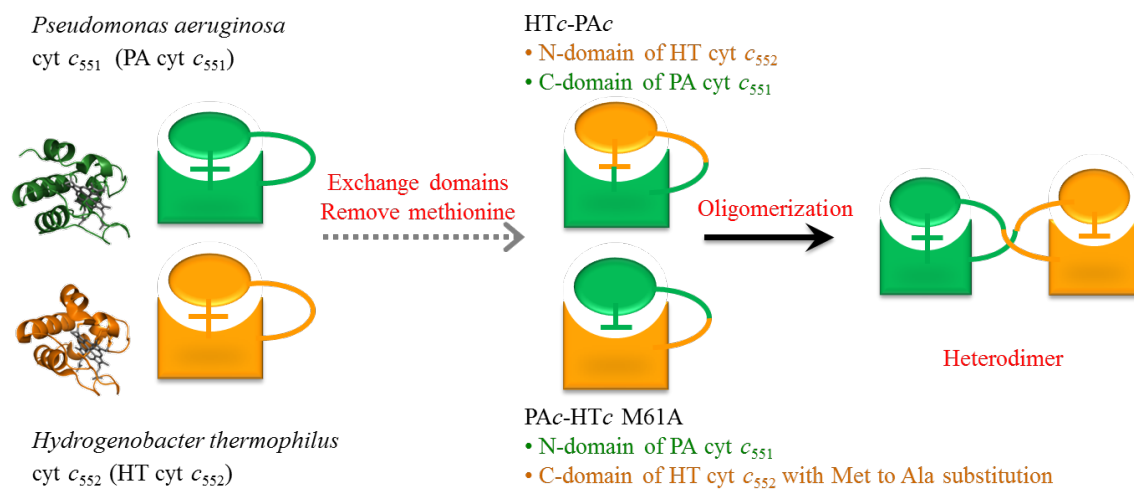 Pseudomonas aeruginosa
cyt c551 (PA cyt c551)
HTc-PAc
• N-domain of HT cyt c552
• C-domain of PA cyt c551
Exchange domains
Remove methionine
Oligomerization
Heterodimer
Hydrogenobacter thermophilus
cyt c552 (HT cyt c552)
PAc-HTc M61A
• N-domain of PA cyt c551
• C-domain of HT cyt c552 with Met to Ala substitution